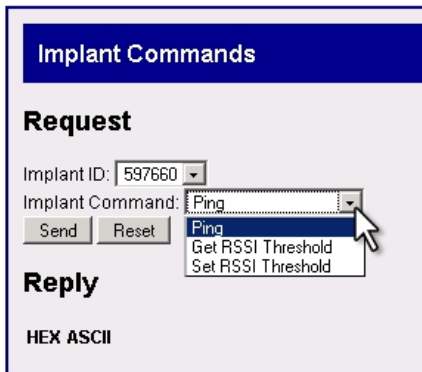 Implant Commands
Request
Implant ID: 597660
Implant Command: Ping
Send Reset
Ping
Get RSSI Threshold
Set RSSI Threshold
Reply
HEX ASCII